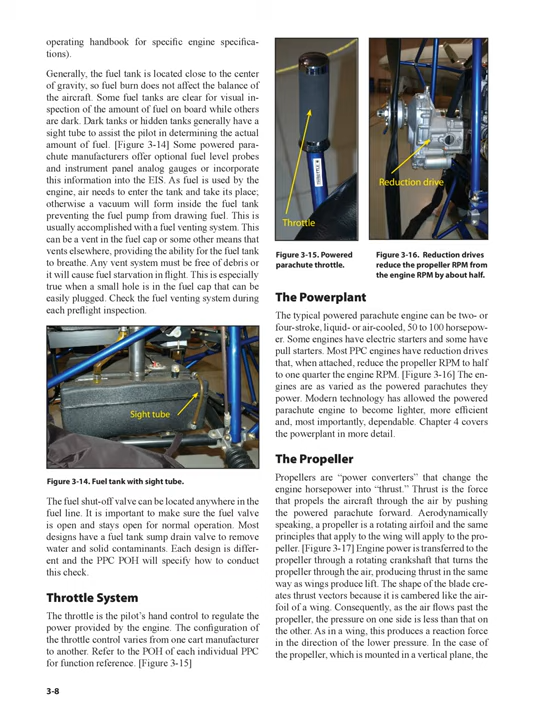 operating handbook for specific engine specifica-
tions).
Generally, the fuel tank is located close to the center
of gravity, so fuel burn does not affect the balance of
the aircraft. Some fuel tanks are clear for visual in-
spection of the amount of fuel on board while others
are dark. Dark tanks or hidden tanks generally have a
sight tube to assist the pilot in determining the actual
amount of fuel. [Figure 3-14] Some powered para-
chute manufacturers offer optional fuel level probes
and instrument panel analog gauges or incorporate
this information into the EIS. As fuel is used by the
engine, air needs to enter the tank and take its place;
otherwise a vacuum will form inside the fuel tank
preventing the fuel pump from drawing fuel. This is
usually accomplished with a fuel venting system. This
can be a vent in the fuel cap or some other means that
vents elsewhere, providing the ability for the fuel tank
to breathe. Any vent system must be free of debris or
it will cause fuel starvation in flight. This is especially
true when a small hole is in the fuel cap that can be
easily plugged. Check the fuel venting system during
each preflight inspection.
Sight tube
Figure 3-14. Fuel tank with sight tube.
The fuel shut-off valve can be located anywhere in the
fuel line. It is important to make sure the fuel valve
is open and stays open for normal operation. Most
designs have a fuel tank sump drain valve to remove
water and solid contaminants. Each design is differ-
ent and the PPC POH will specify how to conduct
this check.
Throttle System
The throttle is the pilot's hand control to regulate the
power provided by the engine. The configuration of
the throttle control varies from one cart manufacturer
to another. Refer to the POH of each individual PPC
for function reference. [Figure 3-15]
THROTTLE
Throttle
Figure 3-15. Powered
parachute throttle.
Reduction drive
Figure 3-16. Reduction drives
reduce the propeller RPM from
the engine RPM by about half.
The Powerplant
The typical powered parachute engine can be two- or
four-stroke, liquid- or air-cooled, 50 to 100 horsepow-
er. Some engines have electric starters and some have
pull starters. Most PPC engines have reduction drives
that, when attached, reduce the propeller RPM to half
to one quarter the engine RPM. [Figure 3-16] The en-
gines are as varied as the powered parachutes they
power. Modern technology has allowed the powered
parachute engine to become lighter, more efficient
and, most importantly, dependable. Chapter 4 covers
the powerplant in more detail.
The Propeller
Propellers are “power converters” that change the
engine horsepower into “thrust.” Thrust is the force
that propels the aircraft through the air by pushing
the powered parachute forward. Aerodynamically
speaking, a propeller is a rotating airfoil and the same
principles that apply to the wing will apply to the pro-
peller. [Figure 3-17] Engine power is transferred to the
propeller through a rotating crankshaft that turns the
propeller through the air, producing thrust in the same
way as wings produce lift. The shape of the blade cre-
ates thrust vectors because it is cambered like the air-
foil of a wing. Consequently, as the air flows past the
propeller, the pressure on one side is less than that on
the other. As in a wing, this produces a reaction force
in the direction of the lower pressure. In the case of
the propeller, which is mounted in a vertical plane, the
3-8